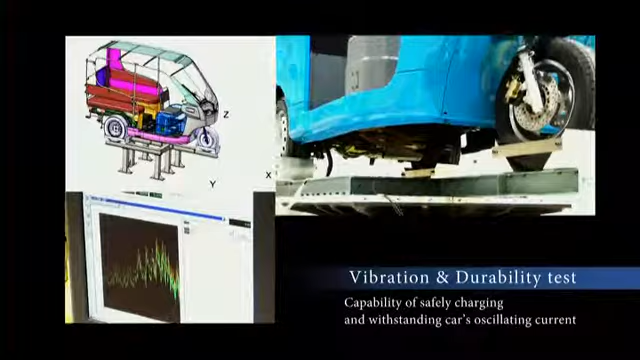 Z
X
Y
Vibration & Durability test
Capability of safely charging
and withstanding car's oscillating current